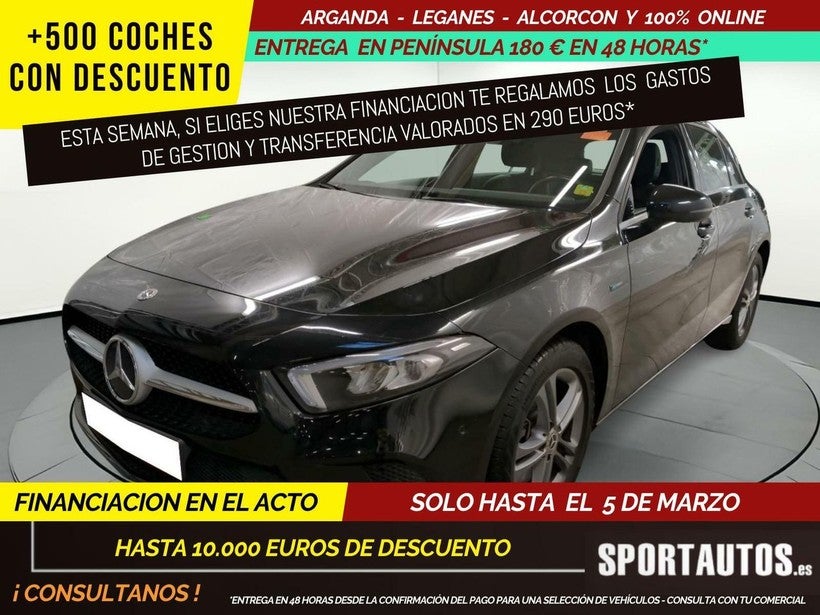 +500 COCHES
CON DESCUENTO
ARGANDA - LEGANES - ALCORCON Y 100% ONLINE
ENTREGA EN PENÍNSULA 180 € EN 48 HORAS*
ESTA SEMANA, SI ELIGES NUESTRA FINANCIACION TE REGALAMOS LOS GASTOS
DE GESTION Y TRANSFERENCIA VALORADOS EN 290 EUROS*
FINANCIACION EN EL ACTO
SOLO HASTA EL 5 DE MARZO
HASTA 10.000 EUROS DE DESCUENTO
SPORTAUTOS.es
¡ CONSULTANOS !
*ENTREGA EN 48 HORAS DESDE LA CONFIRMACIÓN DEL PAGO PARA UNA SELECCIÓN DE VEHÍCULOS - CONSULTA CON TU COMERCIAL